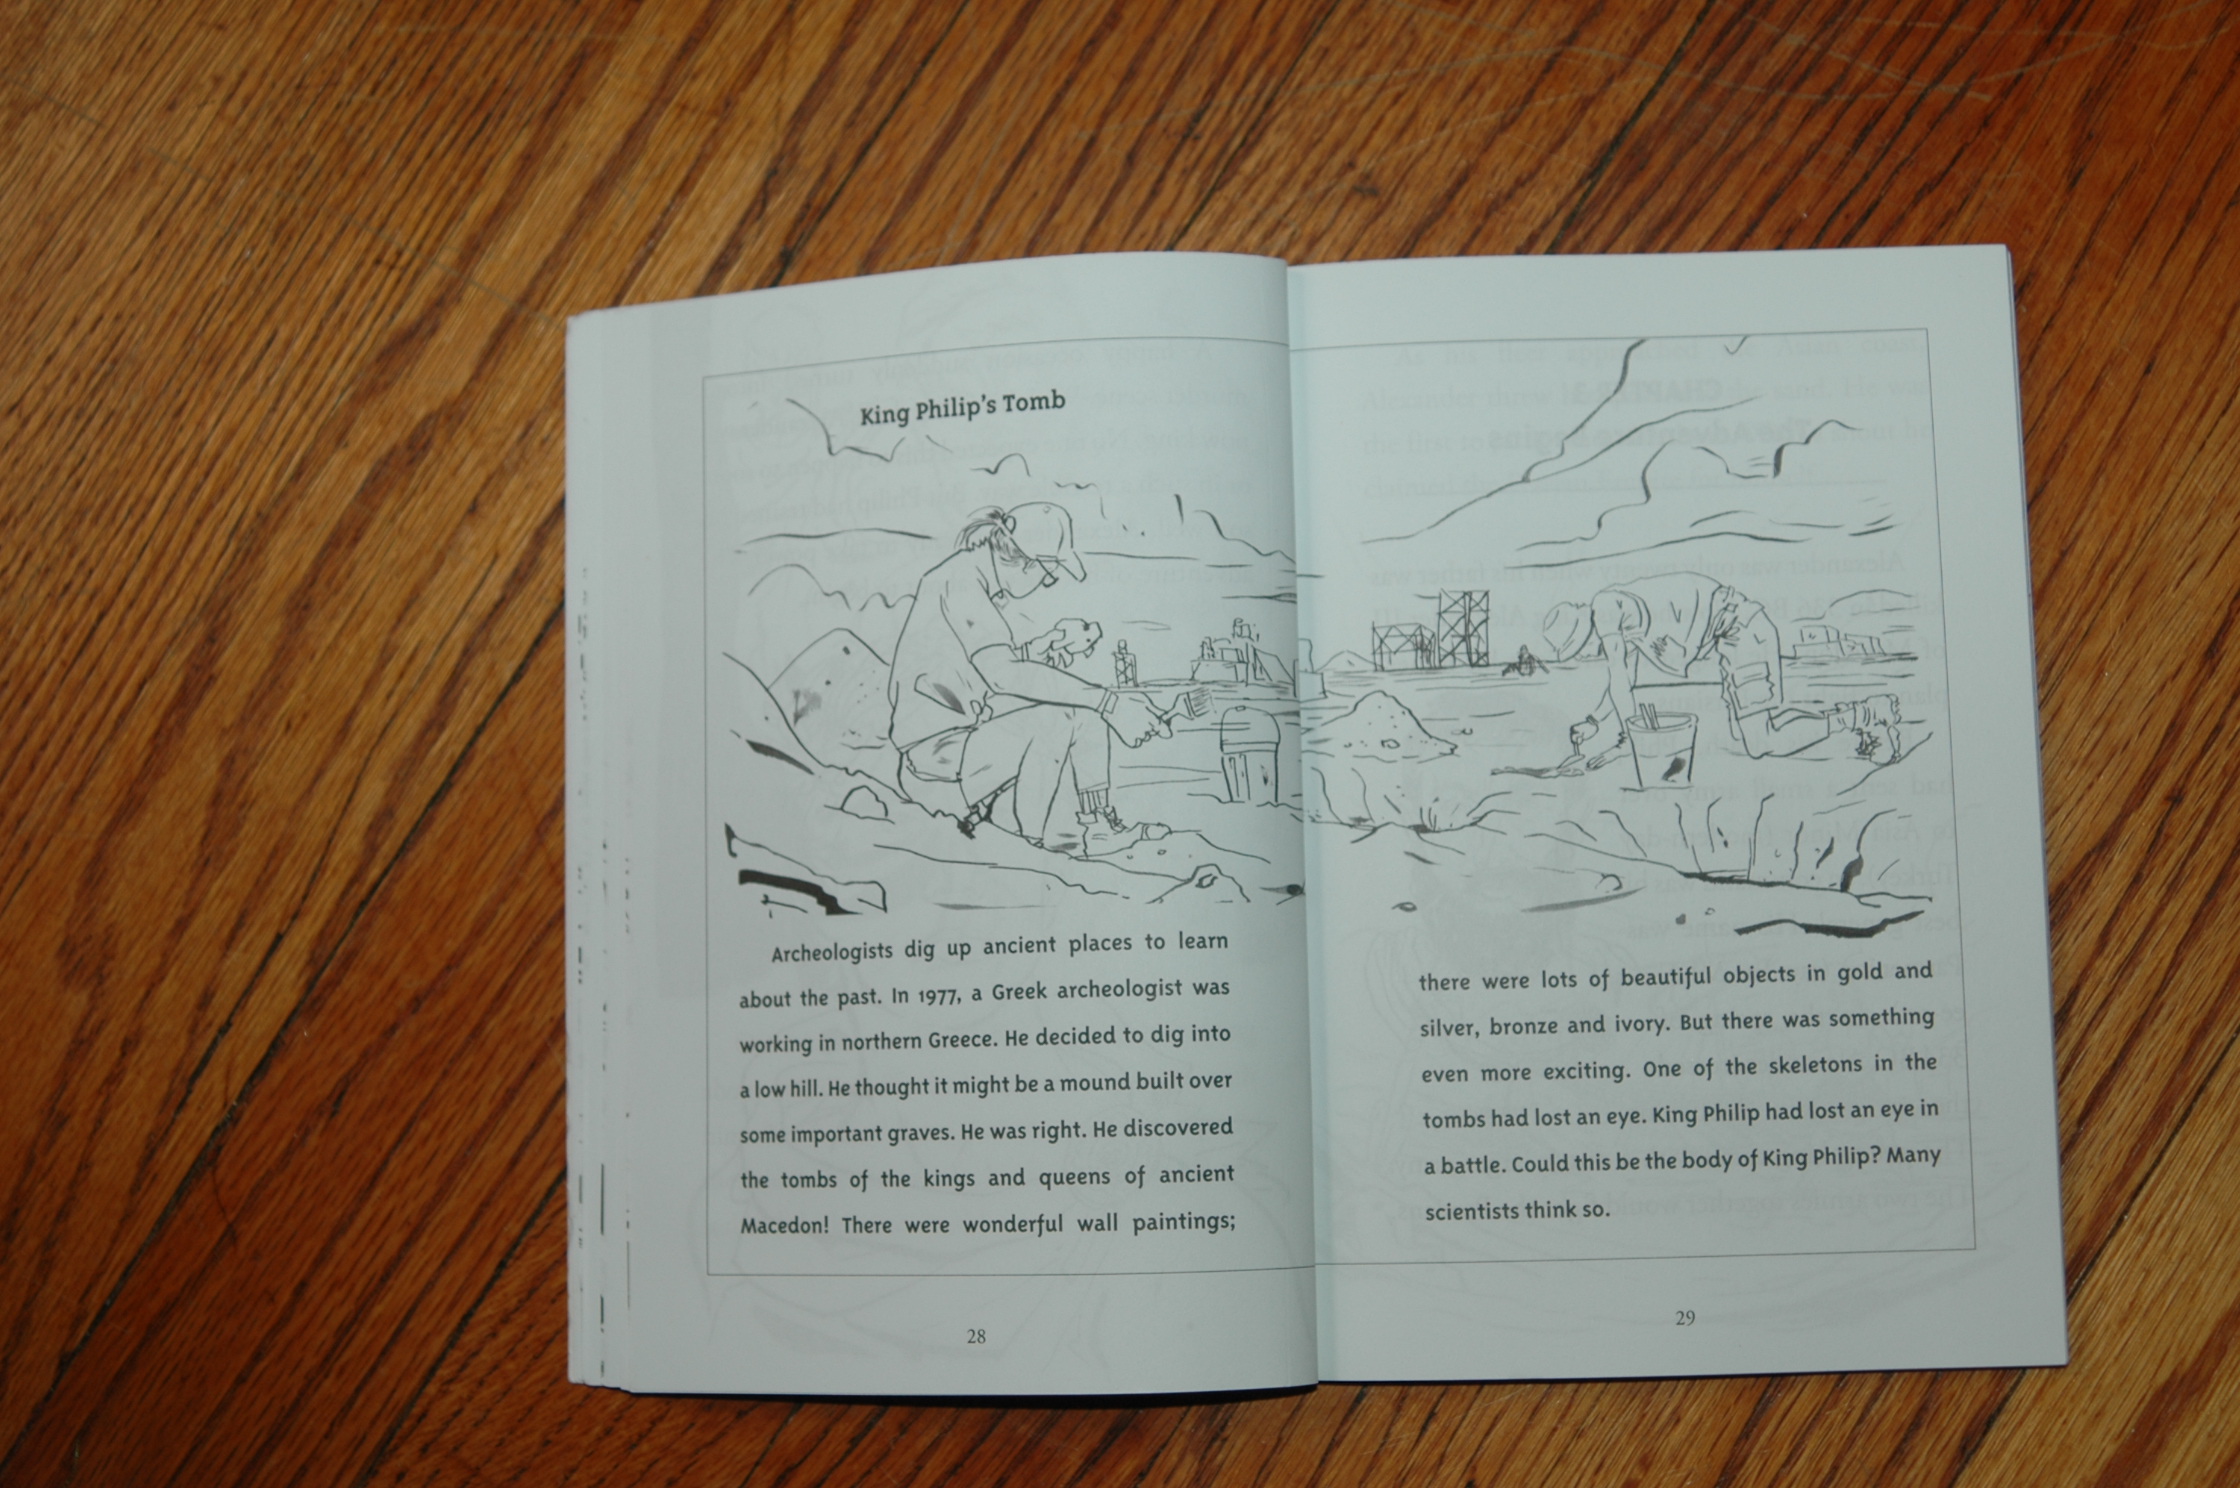 King Philip's Tomb
Archeologists dig up ancient places to learn
about the past. In 1977, a Greek archeologist was
working in northern Greece. He decided to dig into
a low hill. He thought it might be a mound built over
some important graves. He was right. He discovered
the tombs of the kings and queens of ancient
Macedon! There were wonderful wall paintings;
28
there were lots of beautiful objects in gold and
silver, bronze and ivory. But there was something
even more exciting. One of the skeletons in the
tombs had lost an eye. King Philip had lost an eye in
a battle. Could this be the body of King Philip? Many
scientists think so.
29